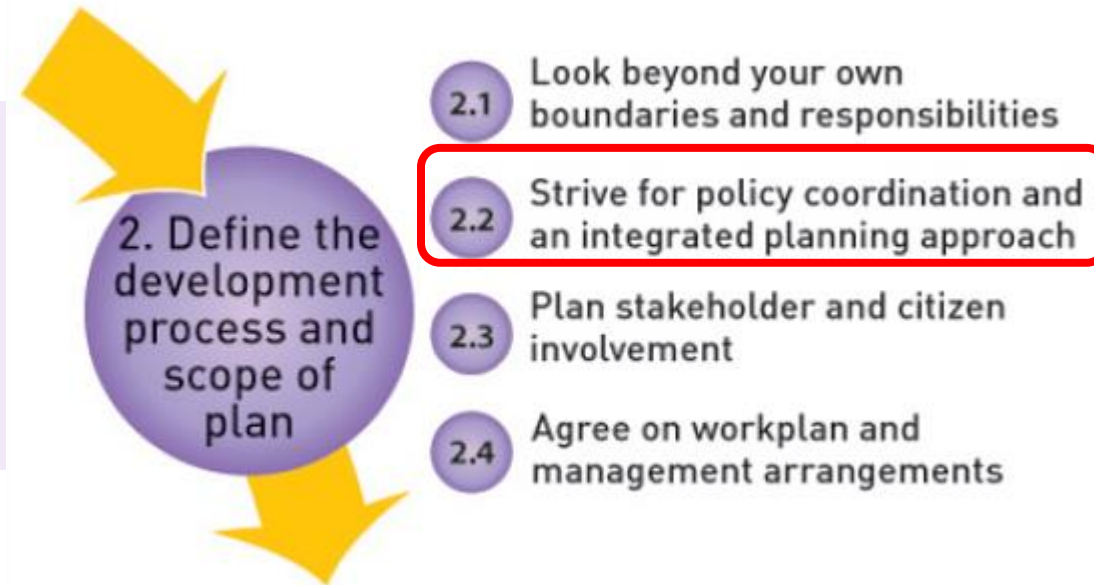 2. Define the
development
process and
scope of
plan
2.1
Look beyond your own
boundaries and responsibilities
2.2
Strive for policy coordination and
an integrated planning approach
2.3
Plan stakeholder and citizen
involvement
2.4
Agree on workplan and
management arrangements